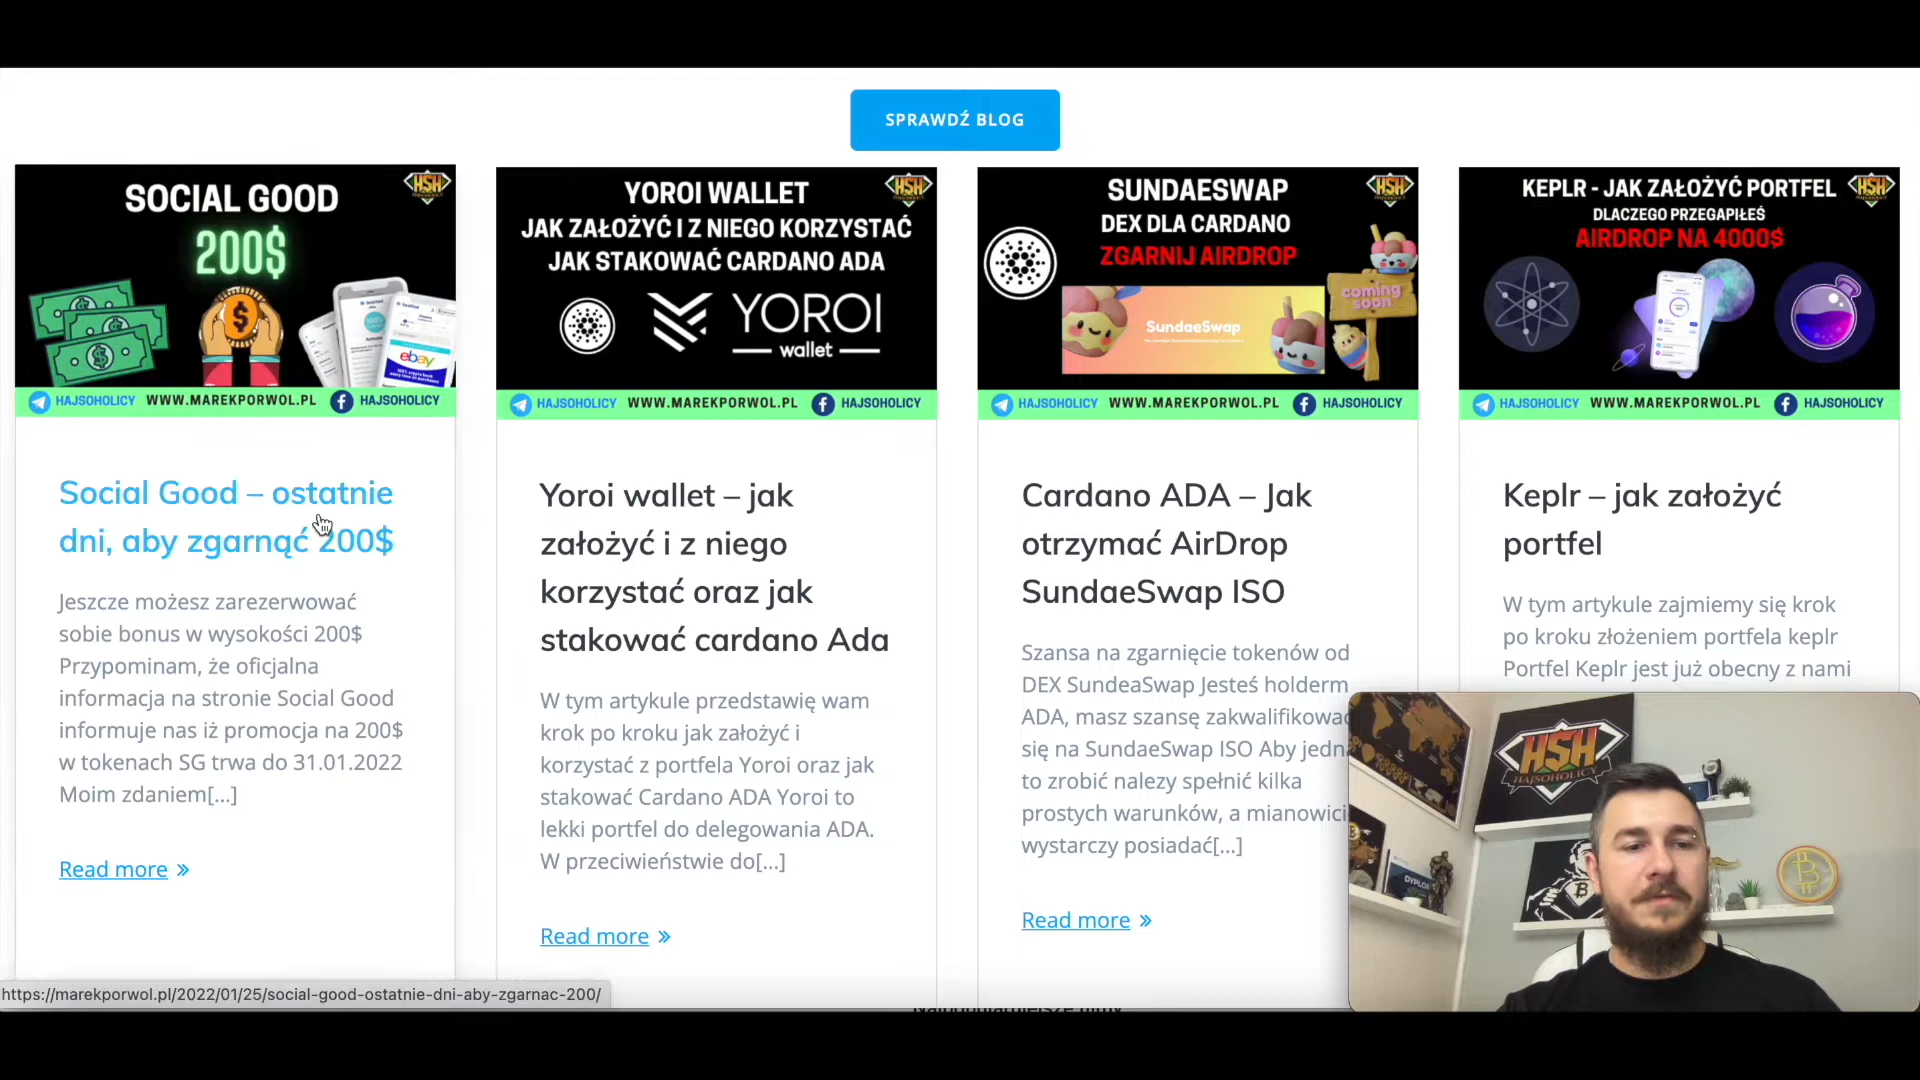 SPRAWDŹ BLOG
SOCIAL GOOD
200$
ebay
HSH
HAJSOHOLICY
WWW.MAREKPORWOL.PL
HAJSOHOLICY
Social Good – ostatnie
dni, aby zgarnąć 200$
Jeszcze możesz zarezerwować
sobie bonus w wysokości 200$
Przypominam, że oficjalna
informacja na stronie Social Good
informuje nas iż promocja na 200$
w tokenach SG trwa do 31.01.2022
Moim zdaniem[...]
Read more »
YOROI WALLET
JAK ZAŁOŻYĆ I Z NIEGO KORZYSTAĆ
JAK STAKOWAĆ CARDANO ADA
YOROI
wallet
HSH
HAJSOHOLICY
WWW.MAREKPORWOL.PL
HAJSOHOLICY
Yoroi wallet – jak
założyć i z niego
korzystać oraz jak
stakować cardano Ada
W tym artykule przedstawię wam
krok po kroku jak założyć i
korzystać z portfela Yoroi oraz jak
stakować Cardano ADA Yoroi to
lekki portfel do delegowania ADA.
W przeciwieństwie do[...]
Read more »
SUNDAESWAP
DEX DLA CARDANO
ZGARNIJ AIRDROP
coming
soon
SundaeSwap
HSH
HAJSOHOLICY
WWW.MAREKPORWOL.PL
HAJSOHOLICY
Cardano ADA – Jak
otrzymać AirDrop
SundaeSwap ISO
Szansa na zgarnięcie tokenów od
DEX SundeaSwap Jesteś holderm
ADA, masz szansę zakwalifikować
się na SundaeSwap ISO Aby jedn
to zrobić nalezy spełnić kilka
prostych warunków, a mianowici
wystarczy posiadać[...]
Read more »
KEPLR - JAK ZAŁOŻYĆ PORTFEL
DLACZEGO PRZEGAPIŁEŚ
AIRDROP NA 4000$
HSH
HAJSOHOLICY
WWW.MAREKPORWOL.PL
HAJSOHOLICY
Keplr – jak założyć
portfel
W tym artykule zajmiemy się krok
po kroku złożeniem portfela keplr
Portfel Keplr jest już obecny z nami
HSH
HAJSOHOLICY
DYPLOM
https://marekporwol.pl/2022/01/25/social-good-ostatnie-dni-aby-zgarnac-200/